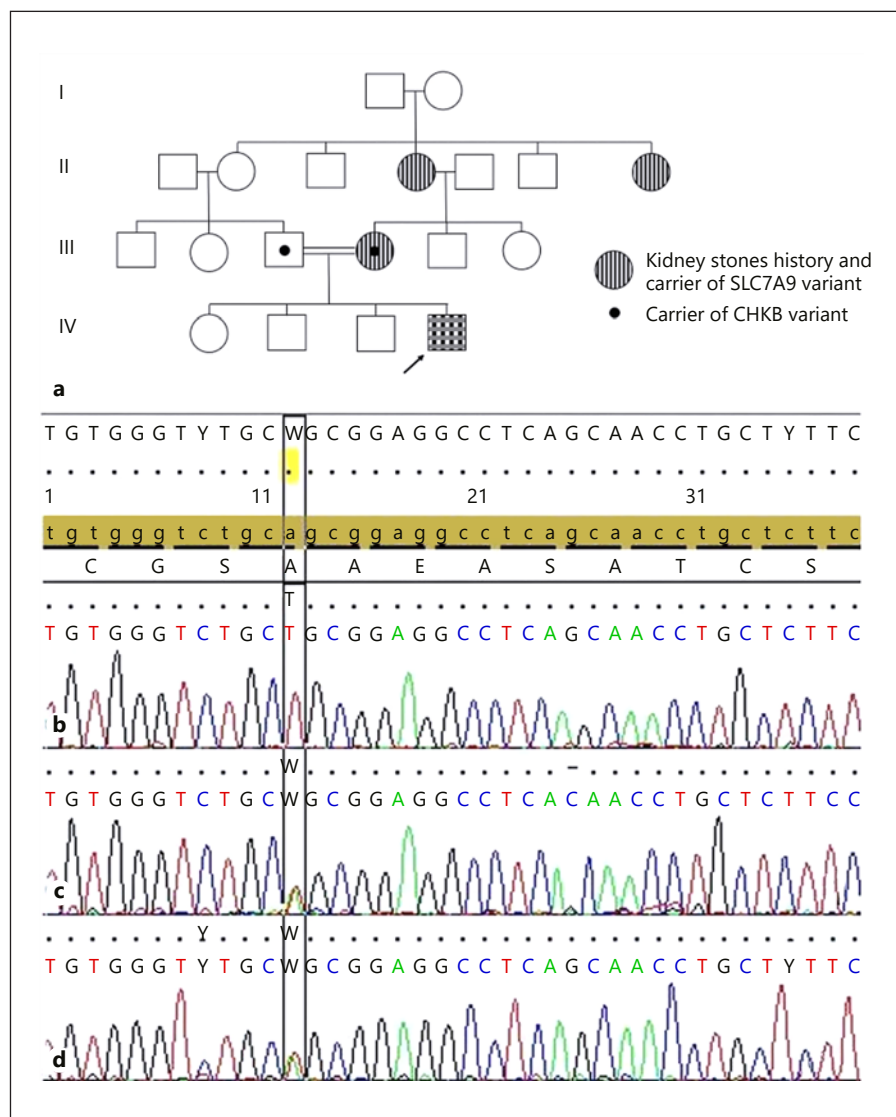 I
II
III
IV
Kidney stones history and
carrier of SLC7A9 variant
Carrier of CHKB variant
a
T G T G G G T Y T G C W G C G G A G G C C T C A G C A A C C T G C T Y T T C
1 11 21 31
t g t g g g t c t g c a g c g g a g g c c t c a g c a a c c t g c t c t t c
C G S A A E A S A T C S
T
T G T G G G T C T G C T G C G G A G G C C T C A G C A A C C T G C T C T T C
b
W –
T G T G G G T C T G C W G C G G A G G C C T C A C A A C C T G C T C T T C C
c
Y W
T G T G G G T Y T G C W G C G G A G G C C T C A G C A A C C T G C T Y T T C
d